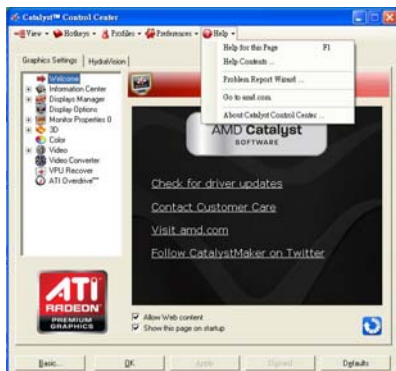 Catalyst™ Control Center
View Hotkeys Profiles Preferences Help
Help for this Page F1
Help Contents ...
Problem Report Wizard ...
Go to amd.com
About Catalyst Control Center ...
Graphics Settings HydraVision
Welcome
Information Center
Displays Manager
Display Options
Monitor Properties 0
3D
Color
Video
Video Converter
VPU Recover
ATI Overdrive™
AMD Catalyst
SOFTWARE
Check for driver updates
Contact Customer Care
Visit amd.com
Follow CatalystMaker on Twitter
ATI
RADEON
PREMIUM
GRAPHICS
Allow Web content
Show this page on startup
Basic... OK Apply Discard Defaults